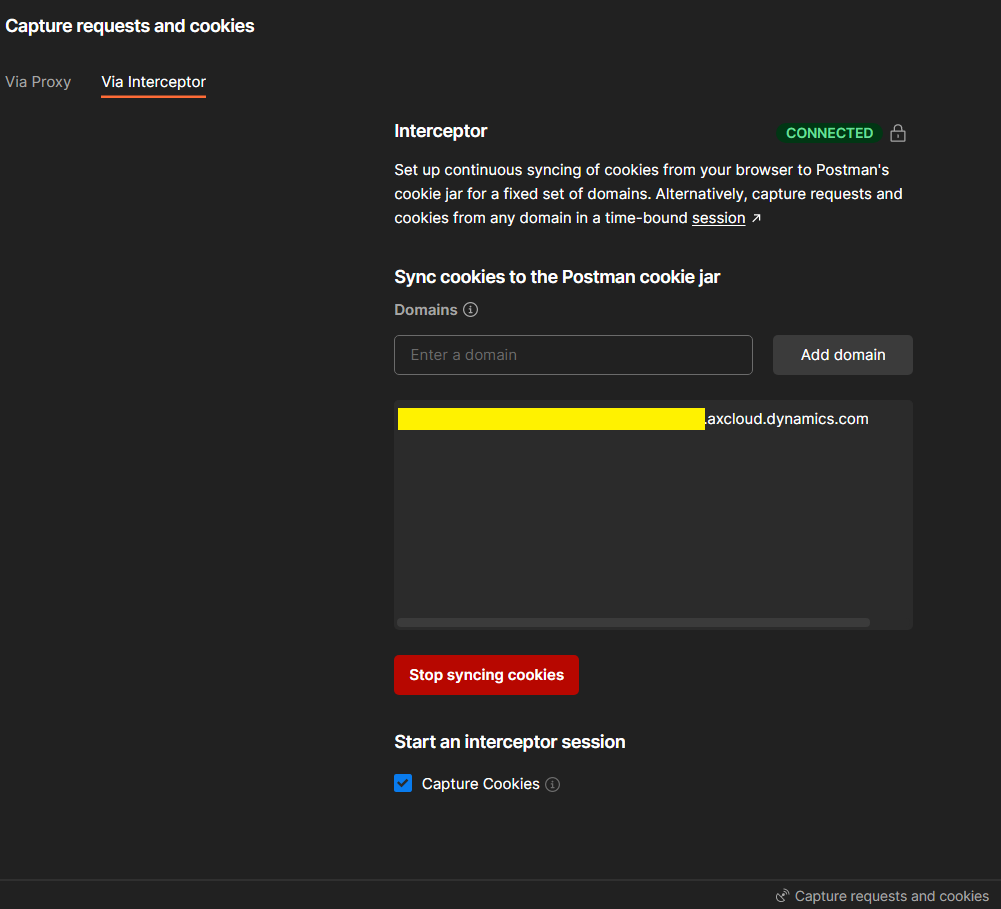 Capture requests and cookies
Via Proxy
Via Interceptor
Interceptor
CONNECTED
Set up continuous syncing of cookies from your browser to Postman's
cookie jar for a fixed set of domains. Alternatively, capture requests and
cookies from any domain in a time-bound session ↗
Sync cookies to the Postman cookie jar
Domains
Enter a domain
Add domain
.axcloud.dynamics.com
Stop syncing cookies
Start an interceptor session
Capture Cookies
Capture requests and cookies